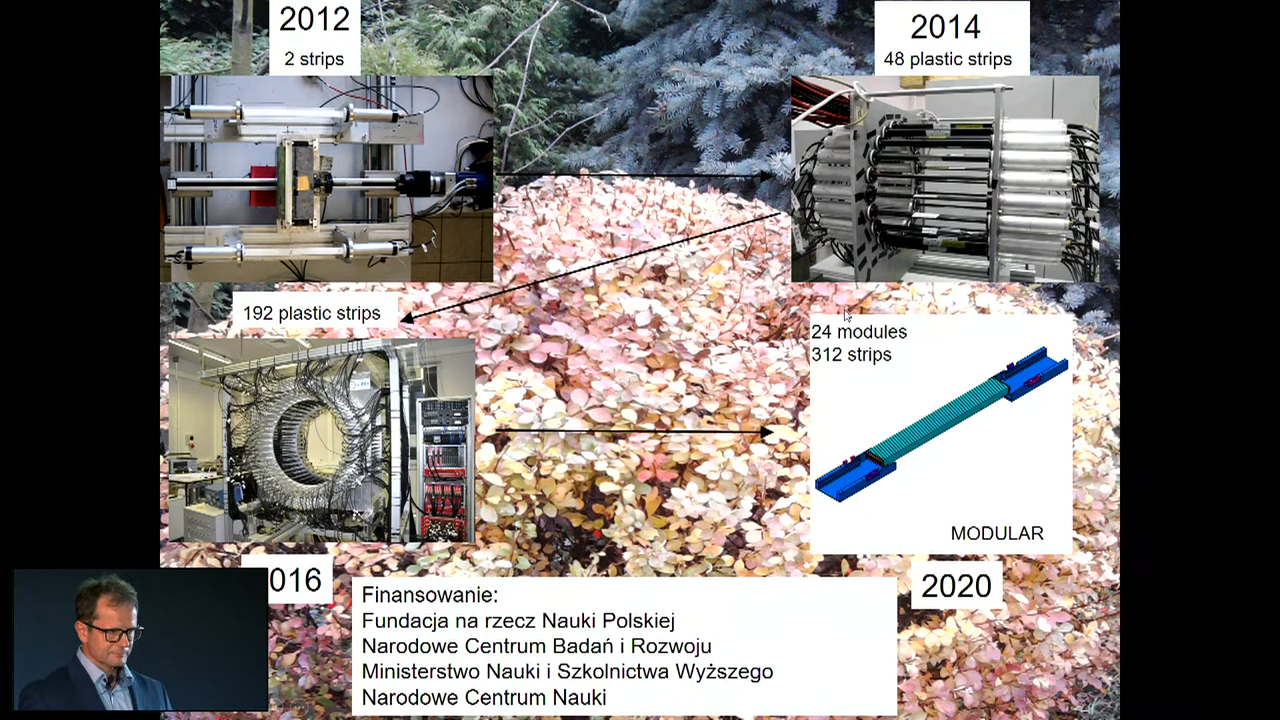 2012
2 strips
2014
48 plastic strips
192 plastic strips
24 modules
312 strips
MODULAR
016
2020
Finansowanie:
Fundacja na rzecz Nauki Polskiej
Narodowe Centrum Badań i Rozwoju
Ministerstwo Nauki i Szkolnictwa Wyższego
Narodowe Centrum Nauki